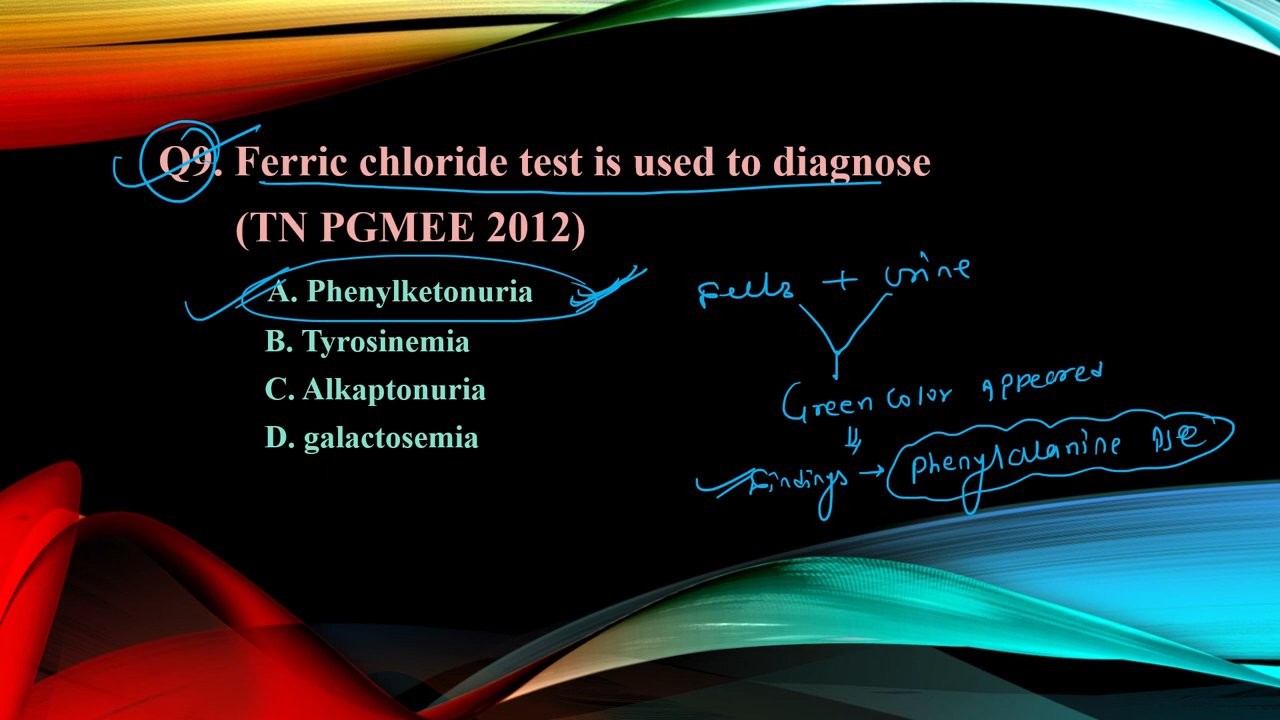 Q9. Ferric chloride test is used to diagnose
(TN PGMEE 2012)
A. Phenylketonuria
B. Tyrosinemia
C. Alkaptonuria
D. galactosemia
+ urine
Green color appeared
Findings → phenylalanine